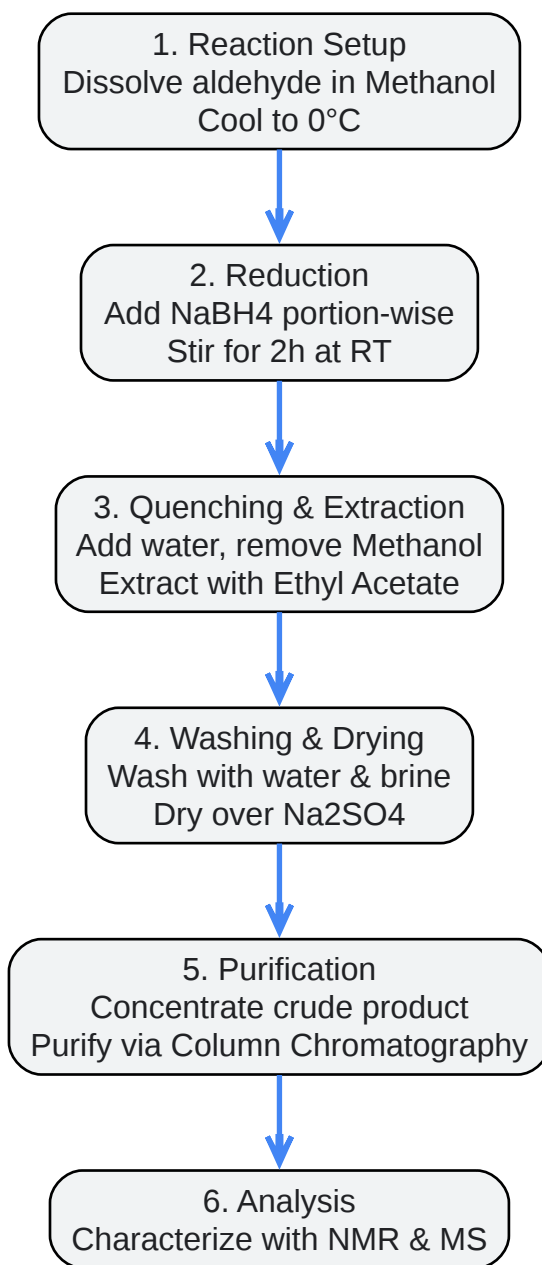 1. Reaction Setup
Dissolve aldehyde in Methanol
Cool to 0°C
2. Reduction
Add NaBH4 portion-wise
Stir for 2h at RT
3. Quenching & Extraction
Add water, remove Methanol
Extract with Ethyl Acetate
4. Washing & Drying
Wash with water & brine
Dry over Na2SO4
5. Purification
Concentrate crude product
Purify via Column Chromatography
6. Analysis
Characterize with NMR & MS